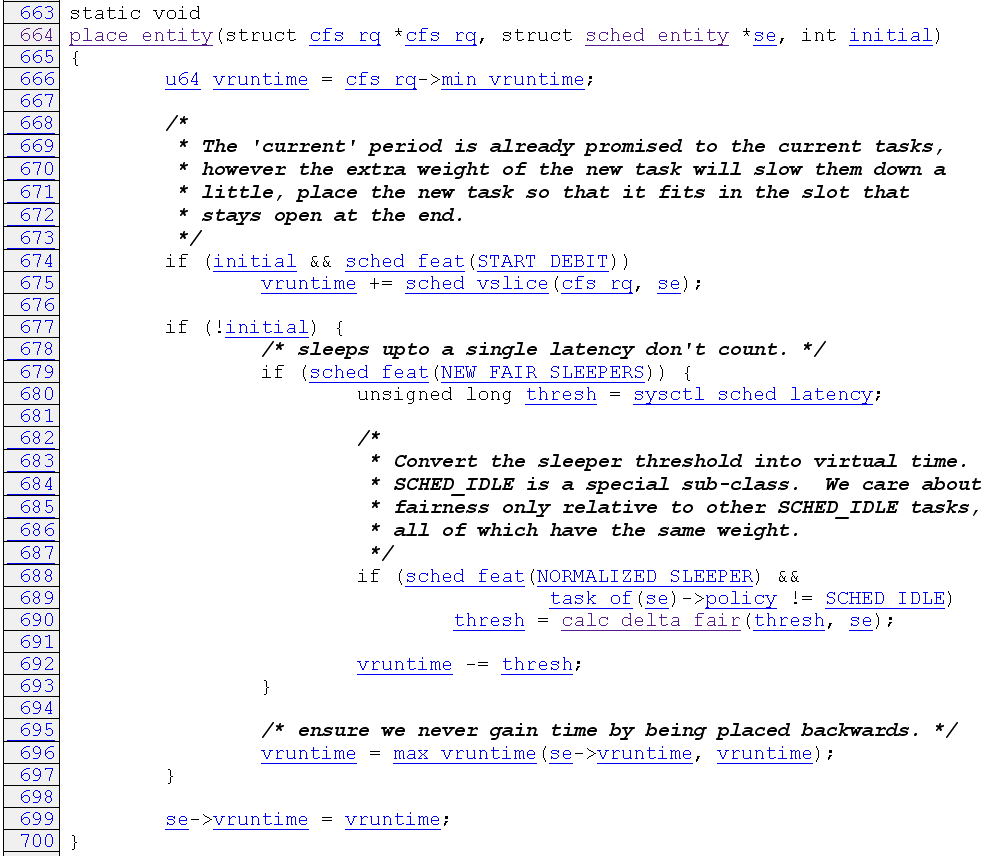 663 static void
664 place_entity(struct cfs_rq *cfs_rq, struct sched_entity *se, int initial)
665 {
666         u64 vruntime = cfs_rq->min_vruntime;
667
668         /*
669          * The 'current' period is already promised to the current tasks,
670          * however the extra weight of the new task will slow them down a
671          * little, place the new task so that it fits in the slot that
672          * stays open at the end.
673          */
674         if (initial && sched_feat(START_DEBIT))
675                 vruntime += sched_vslice(cfs_rq, se);
676
677         if (!initial) {
678                 /* sleeps upto a single latency don't count. */
679                 if (sched_feat(NEW_FAIR_SLEEPERS)) {
680                         unsigned long thresh = sysctl_sched_latency;
681
682                         /*
683                          * Convert the sleeper threshold into virtual time.
684                          * SCHED_IDLE is a special sub-class.  We care about
685                          * fairness only relative to other SCHED_IDLE tasks,
686                          * all of which have the same weight.
687                          */
688                         if (sched_feat(NORMALIZED_SLEEPER) &&
689                                         task_of(se)->policy != SCHED_IDLE)
690                                 thresh = calc_delta_fair(thresh, se);
691
692                         vruntime -= thresh;
693                 }
694
695                 /* ensure we never gain time by being placed backwards. */
696                 vruntime = max_vruntime(se->vruntime, vruntime);
697         }
698
699         se->vruntime = vruntime;
700 }